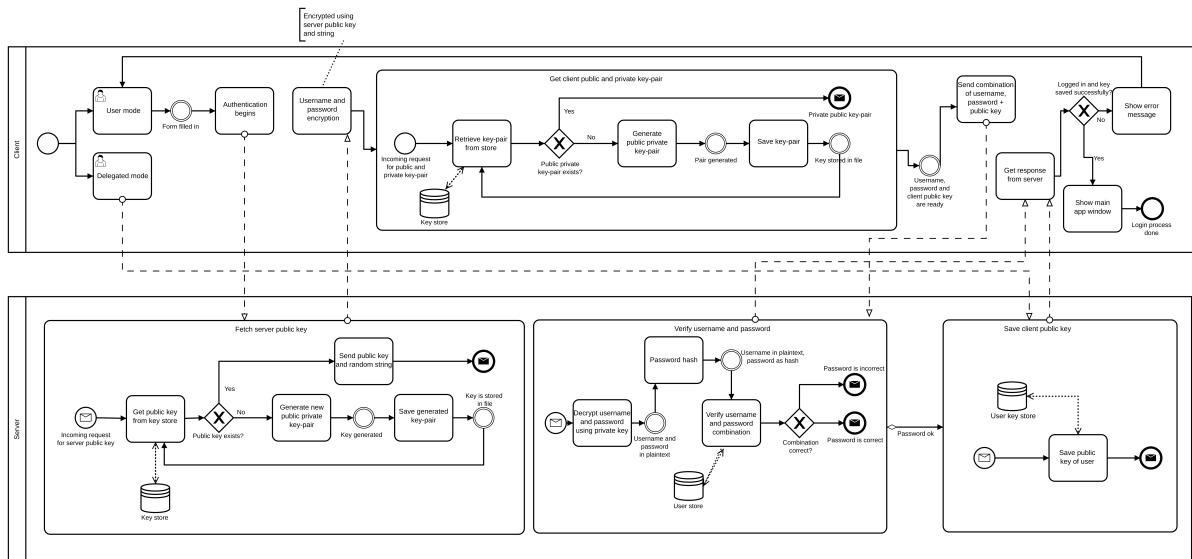 Encrypted using
server public key
and string
Client
User mode
Delegated mode
Form filled in
Authentication
begins
Username and
password
encryption
Get client public and private key-pair
Incoming request
for public and
private key-pair
Retrieve key-pair
from store
Key store
Yes
No
Public private
key-pair exists?
Generate
public private
key-pair
Pair generated
Save key-pair
Private public key-pair
Key stored in file
Username,
password and
client public key
are ready
Send combination
of username,
password +
public key
Get response
from server
Logged in and key
saved successfully?
No
Yes
Show error
message
Show main
app window
Login process
done
Server
Fetch server public key
Incoming request
for server public key
Get public key
from key store
Key store
Yes
No
Public key exists?
Send public key
and random string
Generate new
public private
key-pair
Key generated
Save generated
key-pair
Key is stored
in file
Verify username and password
Decrypt username
and password
using private key
Username and
password
in plaintext
Password hash
Username in plaintext,
password as hash
Verify username
and password
combination
User store
Combination
correct?
Password is incorrect
Password is correct
Password ok
Save client public key
User key store
Save public
key of user